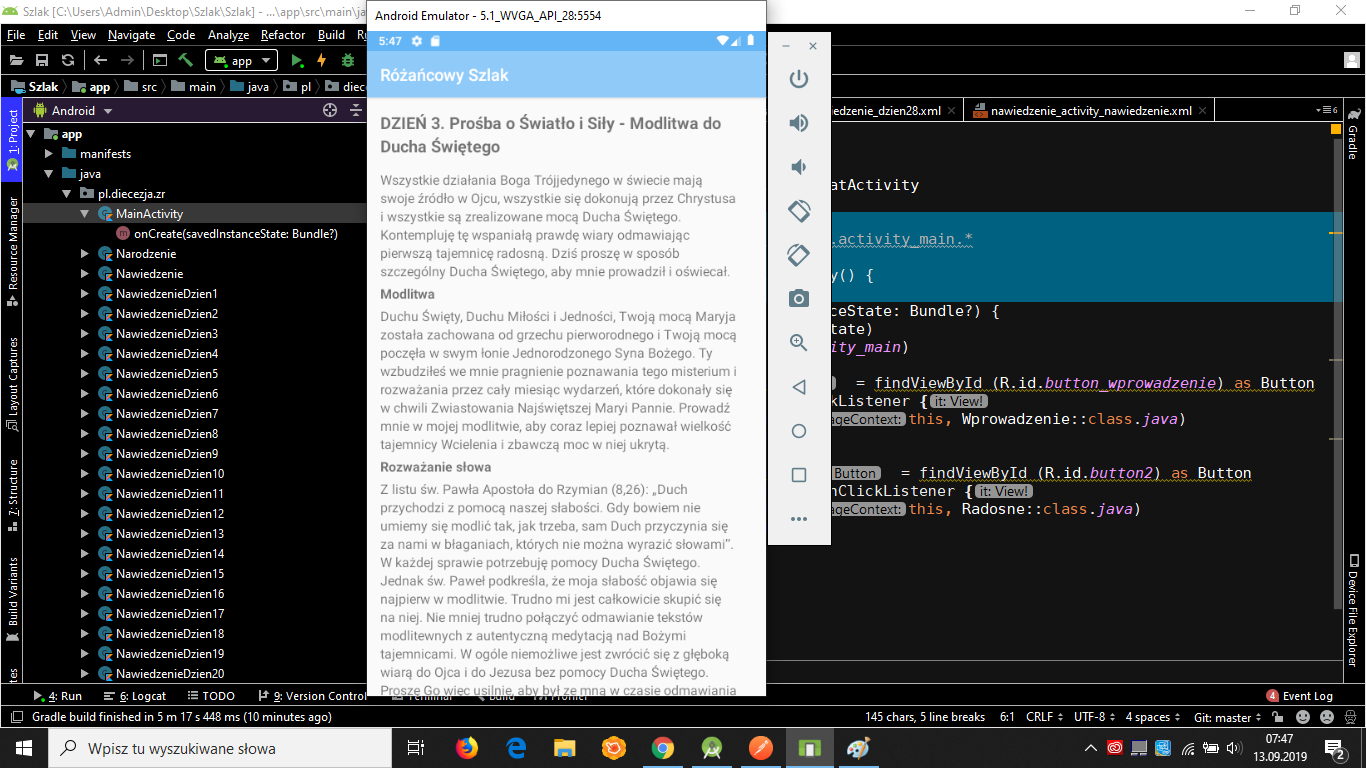 Szlak [C:\Users\Admin\Desktop\Szlak\Szlak] - ...\app\src\main\ja
File Edit View Navigate Code Analyze Refactor Build
app
Szlak app src main java pl diec
Android
1: Project
Resource Manager
Layout Captures
7: Structure
Build Variants
app
manifests
java
pl.diecezja.zr
MainActivity
onCreate(savedInstanceState: Bundle?)
Narodzenie
Nawiedzenie
NawiedzenieDzien1
NawiedzenieDzien2
NawiedzenieDzien3
NawiedzenieDzien4
NawiedzenieDzien5
NawiedzenieDzien6
NawiedzenieDzien7
NawiedzenieDzien8
NawiedzenieDzien9
NawiedzenieDzien10
NawiedzenieDzien11
NawiedzenieDzien12
NawiedzenieDzien13
NawiedzenieDzien14
NawiedzenieDzien15
NawiedzenieDzien16
NawiedzenieDzien17
NawiedzenieDzien18
NawiedzenieDzien19
NawiedzenieDzien20
Android Emulator - 5.1_WVGA_API_28:5554
5:47
Różańcowy Szlak
DZIEŃ 3. Prośba o Światło i Siły - Modlitwa do
Ducha Świętego
Wszystkie działania Boga Trójjedynego w świecie mają
swoje źródło w Ojcu, wszystkie się dokonują przez Chrystusa
i wszystkie są zrealizowane mocą Ducha Świętego.
Kontempluję tę wspaniałą prawdę wiary odmawiając
pierwszą tajemnicę radosną. Dziś proszę w sposób
szczególny Ducha Świętego, aby mnie prowadził i oświecał.
Modlitwa
Duchu Święty, Duchu Miłości i Jedności, Twoją mocą Maryja
została zachowana od grzechu pierworodnego i Twoją mocą
poczęła w swym łonie Jednorodzonego Syna Bożego. Ty
wzbudziłeś we mnie pragnienie poznawania tego misterium i
rozważania przez cały miesiąc wydarzeń, które dokonały się
w chwili Zwiastowania Najświętszej Maryi Pannie. Prowadź
mnie w mojej modlitwie, aby coraz lepiej poznawał wielkość
tajemnicy Wcielenia i zbawczą moc w niej ukrytą.
Rozważanie słowa
Z listu św. Pawła Apostoła do Rzymian (8,26): „Duch
przychodzi z pomocą naszej słabości. Gdy bowiem nie
umiemy się modlić tak, jak trzeba, sam Duch przyczynia się
za nami w błaganiach, których nie można wyrazić słowami”.
W każdej sprawie potrzebuję pomocy Ducha Świętego.
Jednak św. Paweł podkreśla, że moja słabość objawia się
najpierw w modlitwie. Trudno mi jest całkowicie skupić się
na niej. Nie mniej trudno połączyć odmawianie tekstów
modlitewnych z autentyczną medytacją nad Bożymi
tajemnicami. W ogóle niemożliwe jest zwrócić się z głęboką
wiarą do Ojca i do Jezusa bez pomocy Ducha Świętego.
Proszę Go więc usilnie, aby był ze mną w czasie odmawiania
iedzenie_dzien28.xml nawiedzenie_activity_nawiedzenie.xml 6
atActivity
.activity_main.*
y() {
ceState: Bundle?) {
tate)
ity_main)
= findViewById (R.id.button_wprowadzenie) as Button
kListener { it: View!
ageContext: this, Wprowadzenie::class.java)
Button = findViewById (R.id.button2) as Button
nClickListener { it: View!
ageContext: this, Radosne::class.java)
Gradle
Device File Explorer
4: Run 6: Logcat TODO 9: Version Control Terminal Build Profiler 4 Event Log
Gradle build finished in 5 m 17 s 448 ms (10 minutes ago) 145 chars, 5 line breaks 6:1 CRLF UTF-8 4 spaces Git: master
Wpisz tu wyszukiwane słowa
07:47
13.09.2019
2